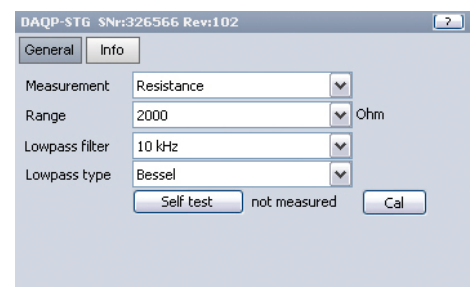 DAQP-STG SNr:326566 Rev:102 ?
General Info
Measurement Resistance
Range 2000 Ohm
Lowpass filter 10 kHz
Lowpass type Bessel
Self test not measured Cal